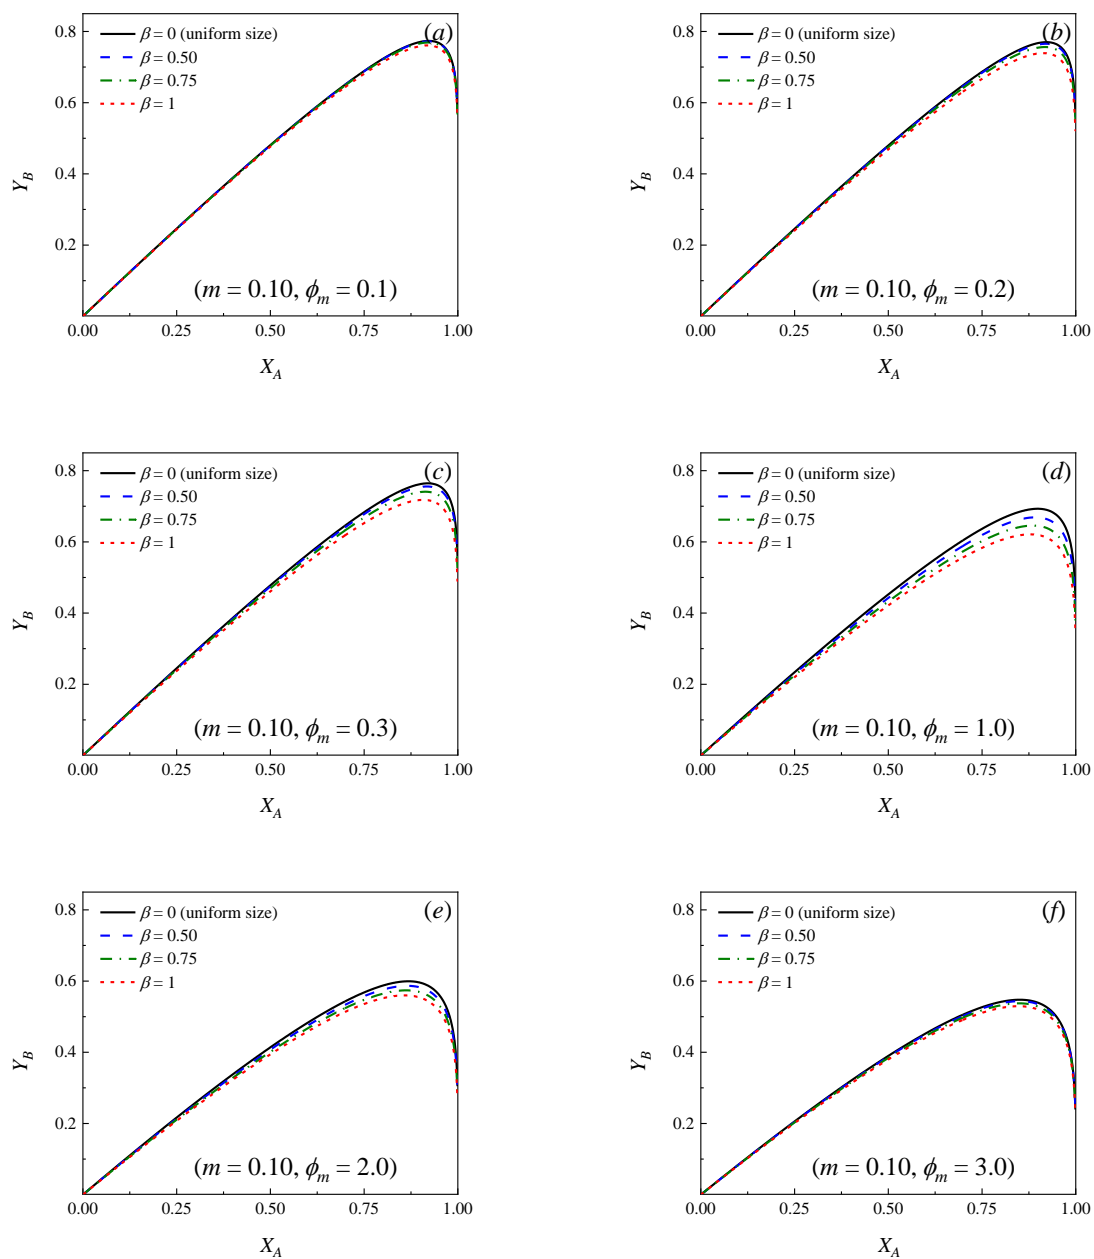 β = 0 (uniform size)
β = 0.50
β = 0.75
β = 1
(a)
0.8
0.6
0.4
0.2
Y_B
(m = 0.10, ϕ_m = 0.1)
0.00 0.25 0.50 0.75 1.00
X_A
β = 0 (uniform size)
β = 0.50
β = 0.75
β = 1
(b)
0.8
0.6
0.4
0.2
Y_B
(m = 0.10, ϕ_m = 0.2)
0.00 0.25 0.50 0.75 1.00
X_A
β = 0 (uniform size)
β = 0.50
β = 0.75
β = 1
(c)
0.8
0.6
0.4
0.2
Y_B
(m = 0.10, ϕ_m = 0.3)
0.00 0.25 0.50 0.75 1.00
X_A
β = 0 (uniform size)
β = 0.50
β = 0.75
β = 1
(d)
0.8
0.6
0.4
0.2
Y_B
(m = 0.10, ϕ_m = 1.0)
0.00 0.25 0.50 0.75 1.00
X_A
β = 0 (uniform size)
β = 0.50
β = 0.75
β = 1
(e)
0.8
0.6
0.4
0.2
Y_B
(m = 0.10, ϕ_m = 2.0)
0.00 0.25 0.50 0.75 1.00
X_A
β = 0 (uniform size)
β = 0.50
β = 0.75
β = 1
(f)
0.8
0.6
0.4
0.2
Y_B
(m = 0.10, ϕ_m = 3.0)
0.00 0.25 0.50 0.75 1.00
X_A